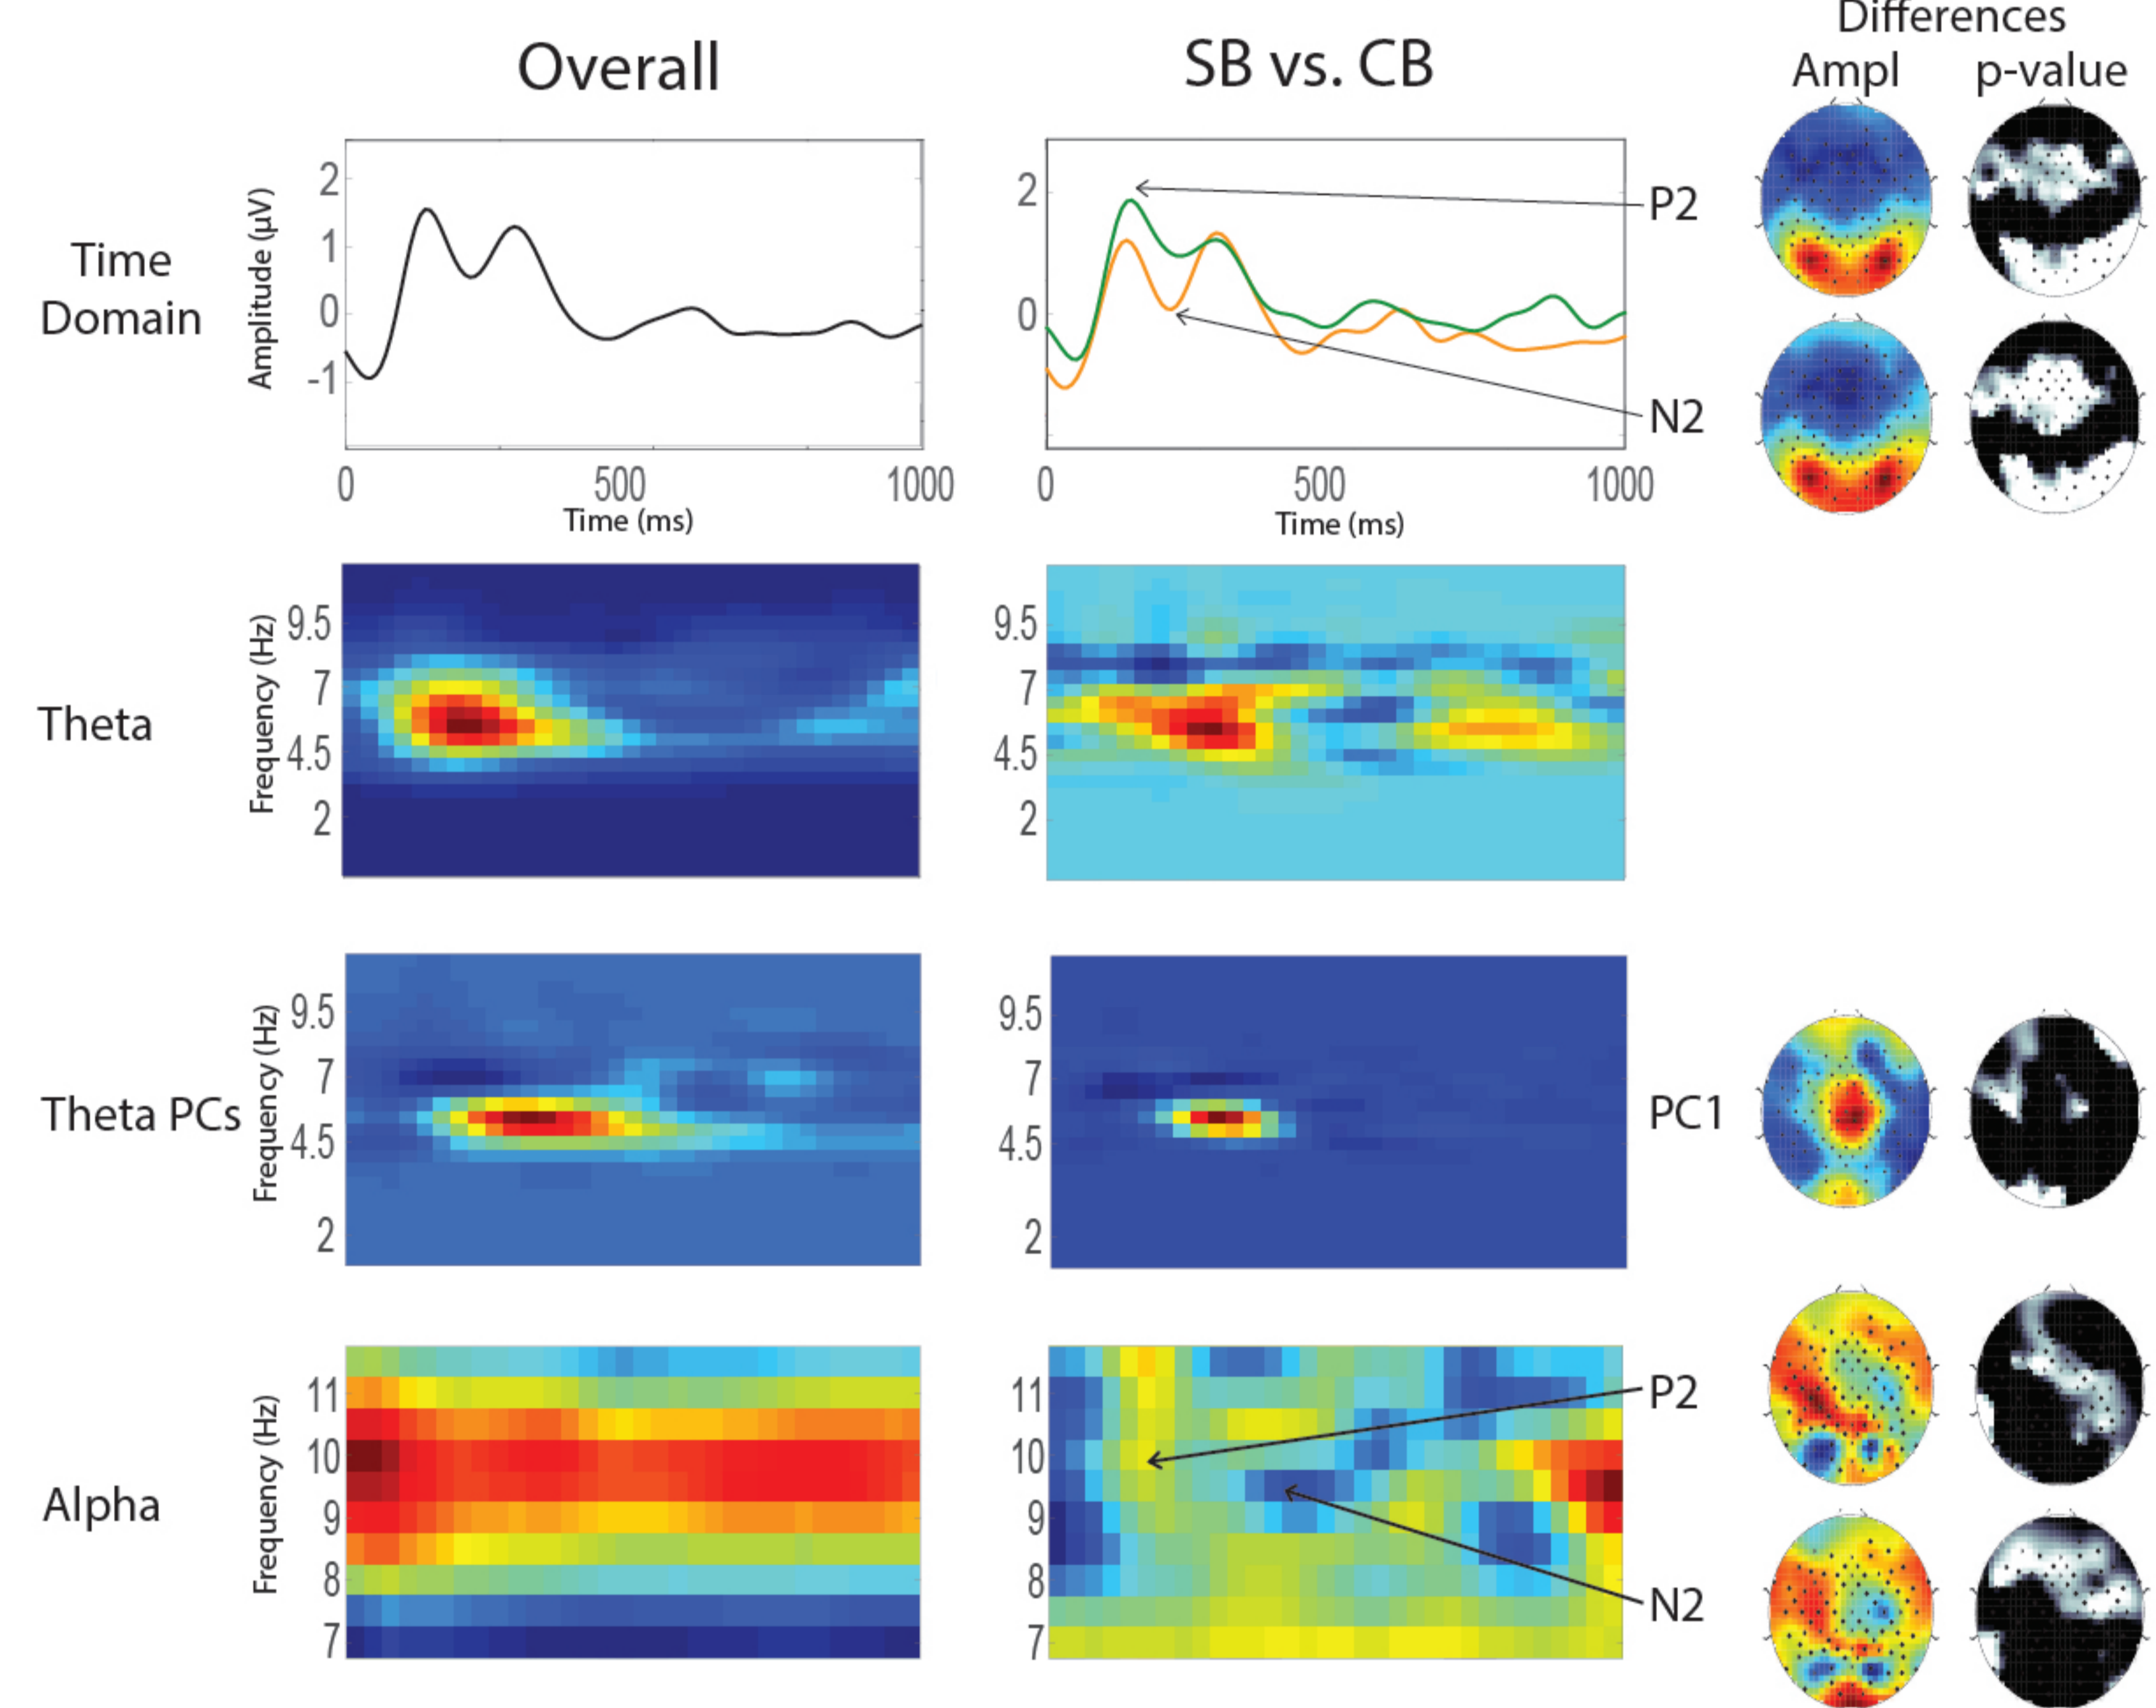 Differences
Overall
SB vs. CB
Ampl
p-value
Time
Domain
Amplitude (µV)
2
1
0
-1
0
500
1000
Time (ms)
2
0
0
500
1000
Time (ms)
P2
N2
Theta
Frequency (Hz)
9.5
7
4.5
2
9.5
7
4.5
2
Theta PCs
Frequency (Hz)
9.5
7
4.5
2
9.5
7
4.5
2
PC1
Alpha
Frequency (Hz)
11
10
9
8
7
11
10
9
8
7
P2
N2